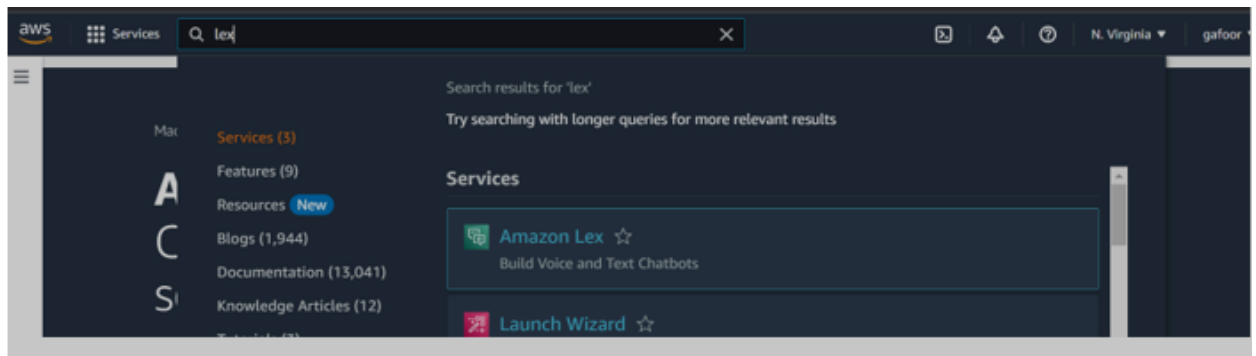 aws
Services
lex
N. Virginia
gafoor
Search results for 'lex'
Try searching with longer queries for more relevant results
Services (3)
Features (9)
Resources New
Blogs (1,944)
Documentation (13,041)
Knowledge Articles (12)
Services
Amazon Lex
Build Voice and Text Chatbots
Launch Wizard